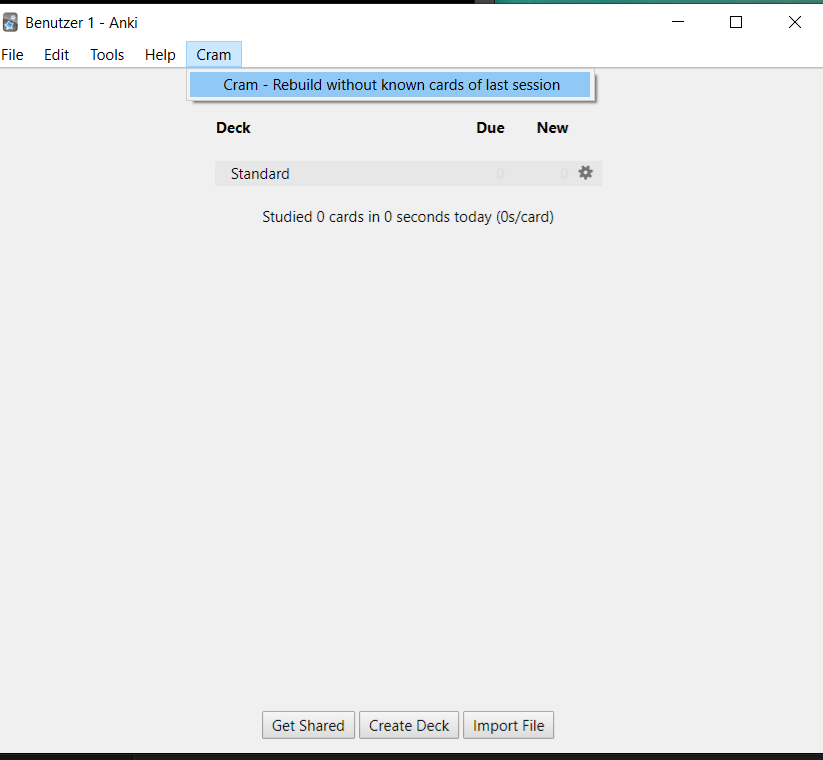 Benutzer 1 - Anki
File Edit Tools Help Cram
Cram - Rebuild without known cards of last session
Deck Due New
Standard 0 0
Studied 0 cards in 0 seconds today (0s/card)
Get Shared Create Deck Import File